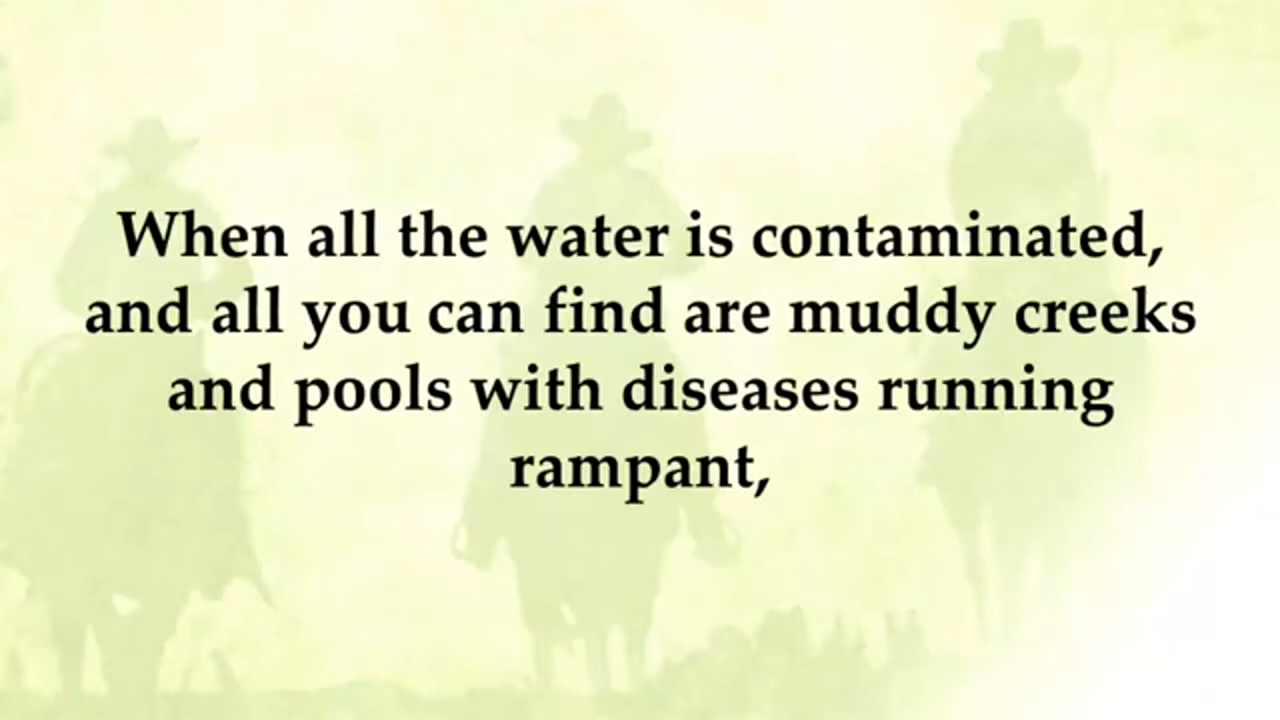 When all the water is contaminated,
and all you can find are muddy creeks
and pools with diseases running
rampant,